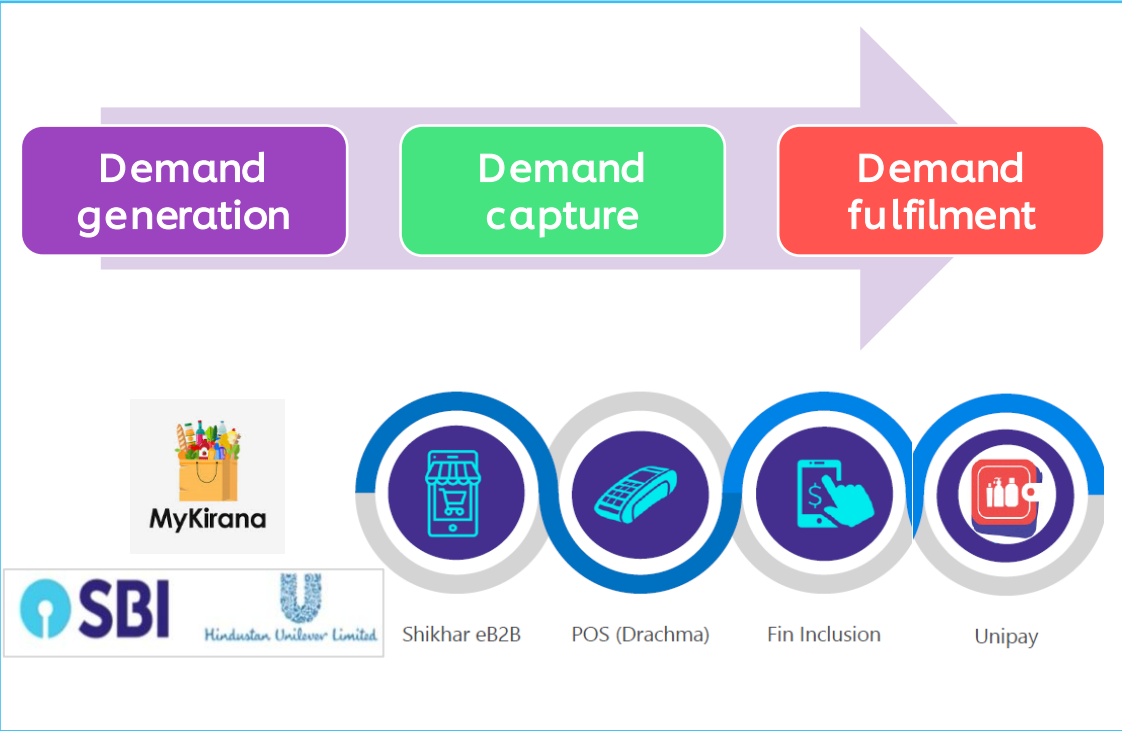 Demand
generation
Demand
capture
Demand
fulfilment
MyKirana
SBI
Hindustan Unilever Limited
Shikhar eB2B
POS (Drachma)
$
Fin Inclusion
Unipay